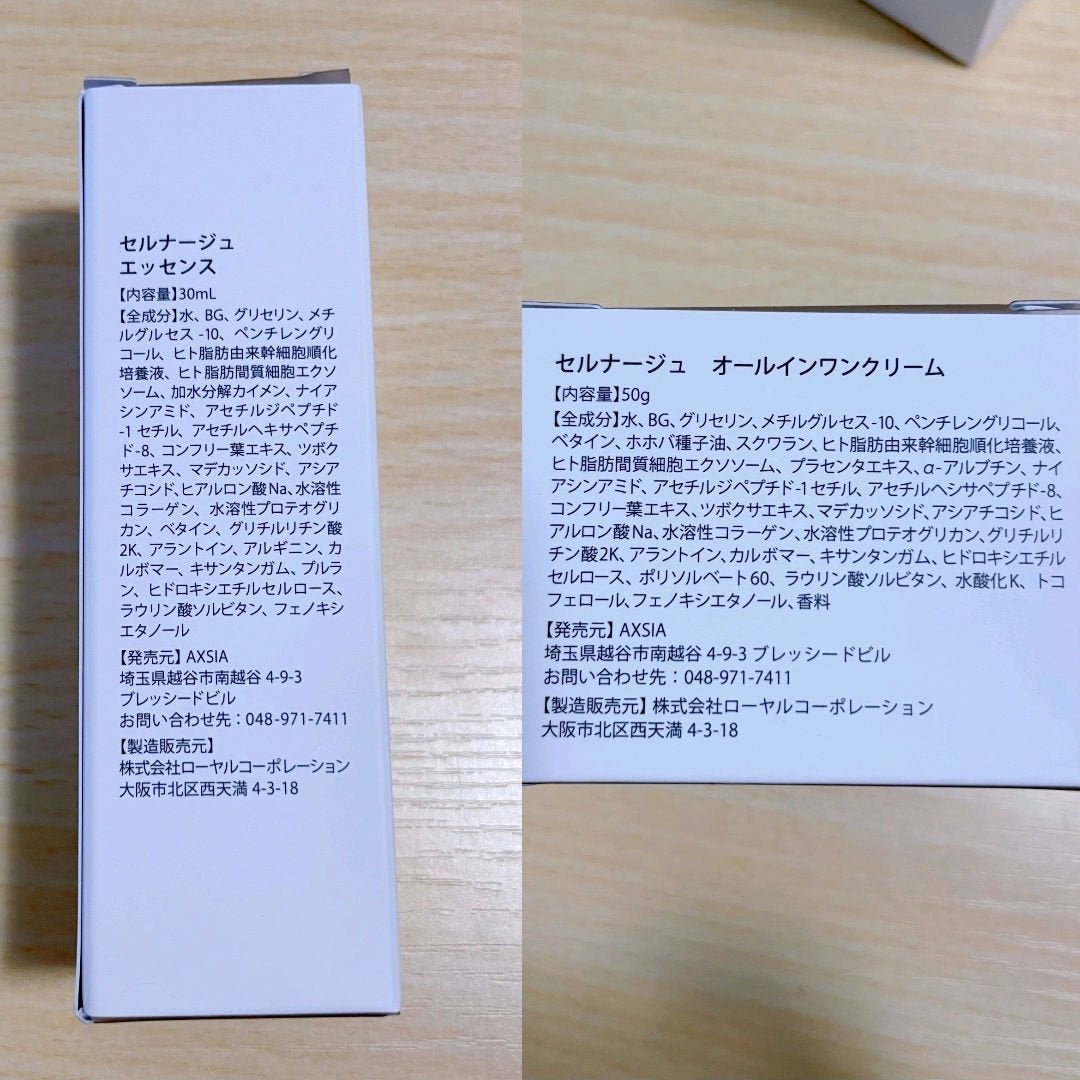 セルナージュ
エッセンス
【内容量】30mL
【全成分】水、BG、グリセリン、メチ
ルグルセス -10、ペンチレングリ
コール、ヒト脂肪由来幹細胞順化
培養液、ヒト脂肪間質細胞エクソ
ソーム、加水分解カイメン、ナイア
シンアミド、アセチルジペプチド
-1 セチル、アセチルヘキサペプチ
ド-8、コンフリー葉エキス、ツボク
サエキス、マデカッソシド、アシア
チコシド、ヒアルロン酸Na、水溶性
コラーゲン、水溶性プロテオグリ
カン、ベタイン、グリチルリチン酸
2K、アラントイン、アルギニン、カ
ルボマー、キサンタンガム、プルラ
ン、ヒドロキシエチルセルロース、
ラウリン酸ソルビタン、フェノキシ
エタノール
【発売元】AXSIA
埼玉県越谷市南越谷 4-9-3
ブレッシードビル
お問い合わせ先：048-971-7411
【製造販売元】
株式会社ローヤルコーポレーション
大阪市北区西天満 4-3-18
セルナージュ　オールインワンクリーム
【内容量】50g
【全成分】水、BG、グリセリン、メチルグルセス-10、ペンチレングリコール、
ベタイン、ホホバ種子油、スクワラン、ヒト脂肪由来幹細胞順化培養液、
ヒト脂肪間質細胞エクソソーム、プラセンタエキス、α-アルブチン、ナイ
アシンアミド、アセチルジペプチド-1セチル、アセチルヘシサペプチド-8、
コンフリー葉エキス、ツボクサエキス、マデカッソシド、アシアチコシド、ヒ
アルロン酸Na、水溶性コラーゲン、水溶性プロテオグリカン、グリチルリ
チン酸2K、アラントイン、カルボマー、キサンタンガム、ヒドロキシエチル
セルロース、ポリソルベート60、ラウリン酸ソルビタン、水酸化K、トコ
フェロール、フェノキシエタノール、香料
【発売元】AXSIA
埼玉県越谷市南越谷 4-9-3 ブレッシードビル
お問い合わせ先：048-971-7411
【製造販売元】株式会社ローヤルコーポレーション
大阪市北区西天満 4-3-18